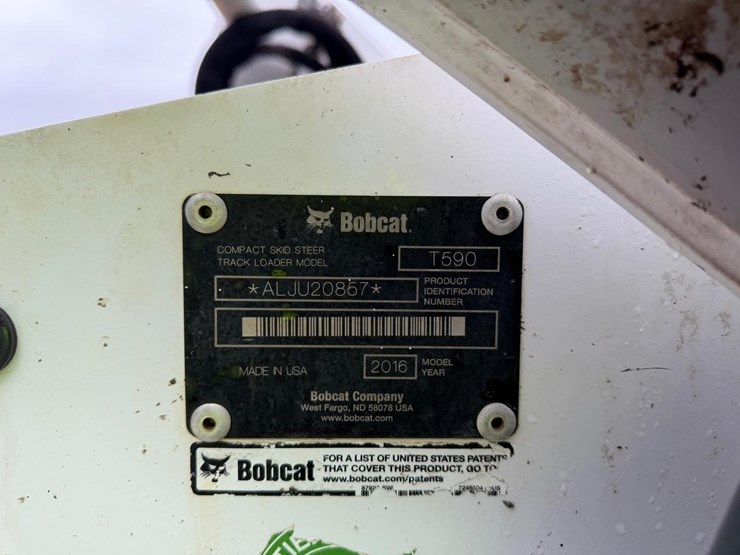 Bobcat.
COMPACT SKID STEER
TRACK LOADER MODEL
T590
*ALJU20857*
PRODUCT
IDENTIFICATION
NUMBER
MADE IN USA
2016
MODEL
YEAR
Bobcat Company
West Fargo, ND 58078 USA
www.bobcat.com
Bobcat
FOR A LIST OF UNITED STATES PATENTS
THAT COVER THIS PRODUCT, GO TO
www.bobcat.com/patents